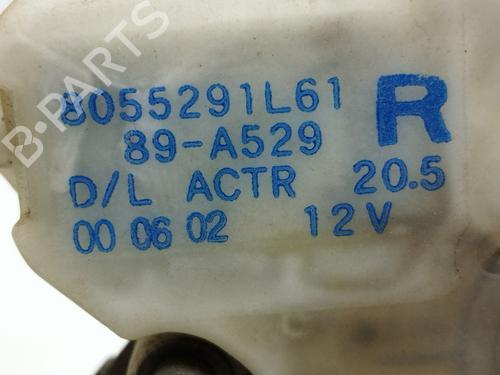 B-PARTS
8055291L61
R
89-A529
D/L ACTR 20.5
00 06 02 12V